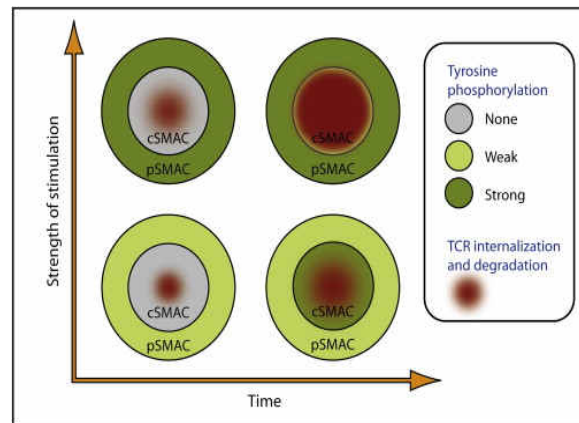 Strength of stimulation
cSMAC
pSMAC
cSMAC
pSMAC
cSMAC
pSMAC
cSMAC
pSMAC
Time
Tyrosine
phosphorylation
None
Weak
Strong
TCR internalization
and degradation